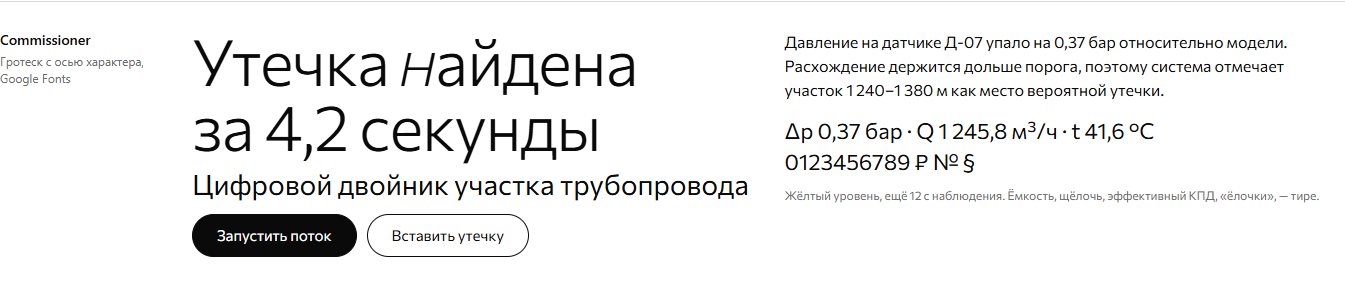 Commissioner
Гротеск с осью характера,
Google Fonts
Утечка найдена
за 4,2 секунды
Цифровой двойник участка трубопровода
Запустить поток
Вставить утечку
Давление на датчике Д-07 упало на 0,37 бар относительно модели.
Расхождение держится дольше порога, поэтому система отмечает
участок 1 240–1 380 м как место вероятной утечки.
Δp 0,37 бар · Q 1 245,8 м³/ч · t 41,6 °C
0123456789 ₽ № §
Жёлтый уровень, ещё 12 с наблюдения. Ёмкость, щёлочь, эффективный КПД, «ёлочки», — тире.